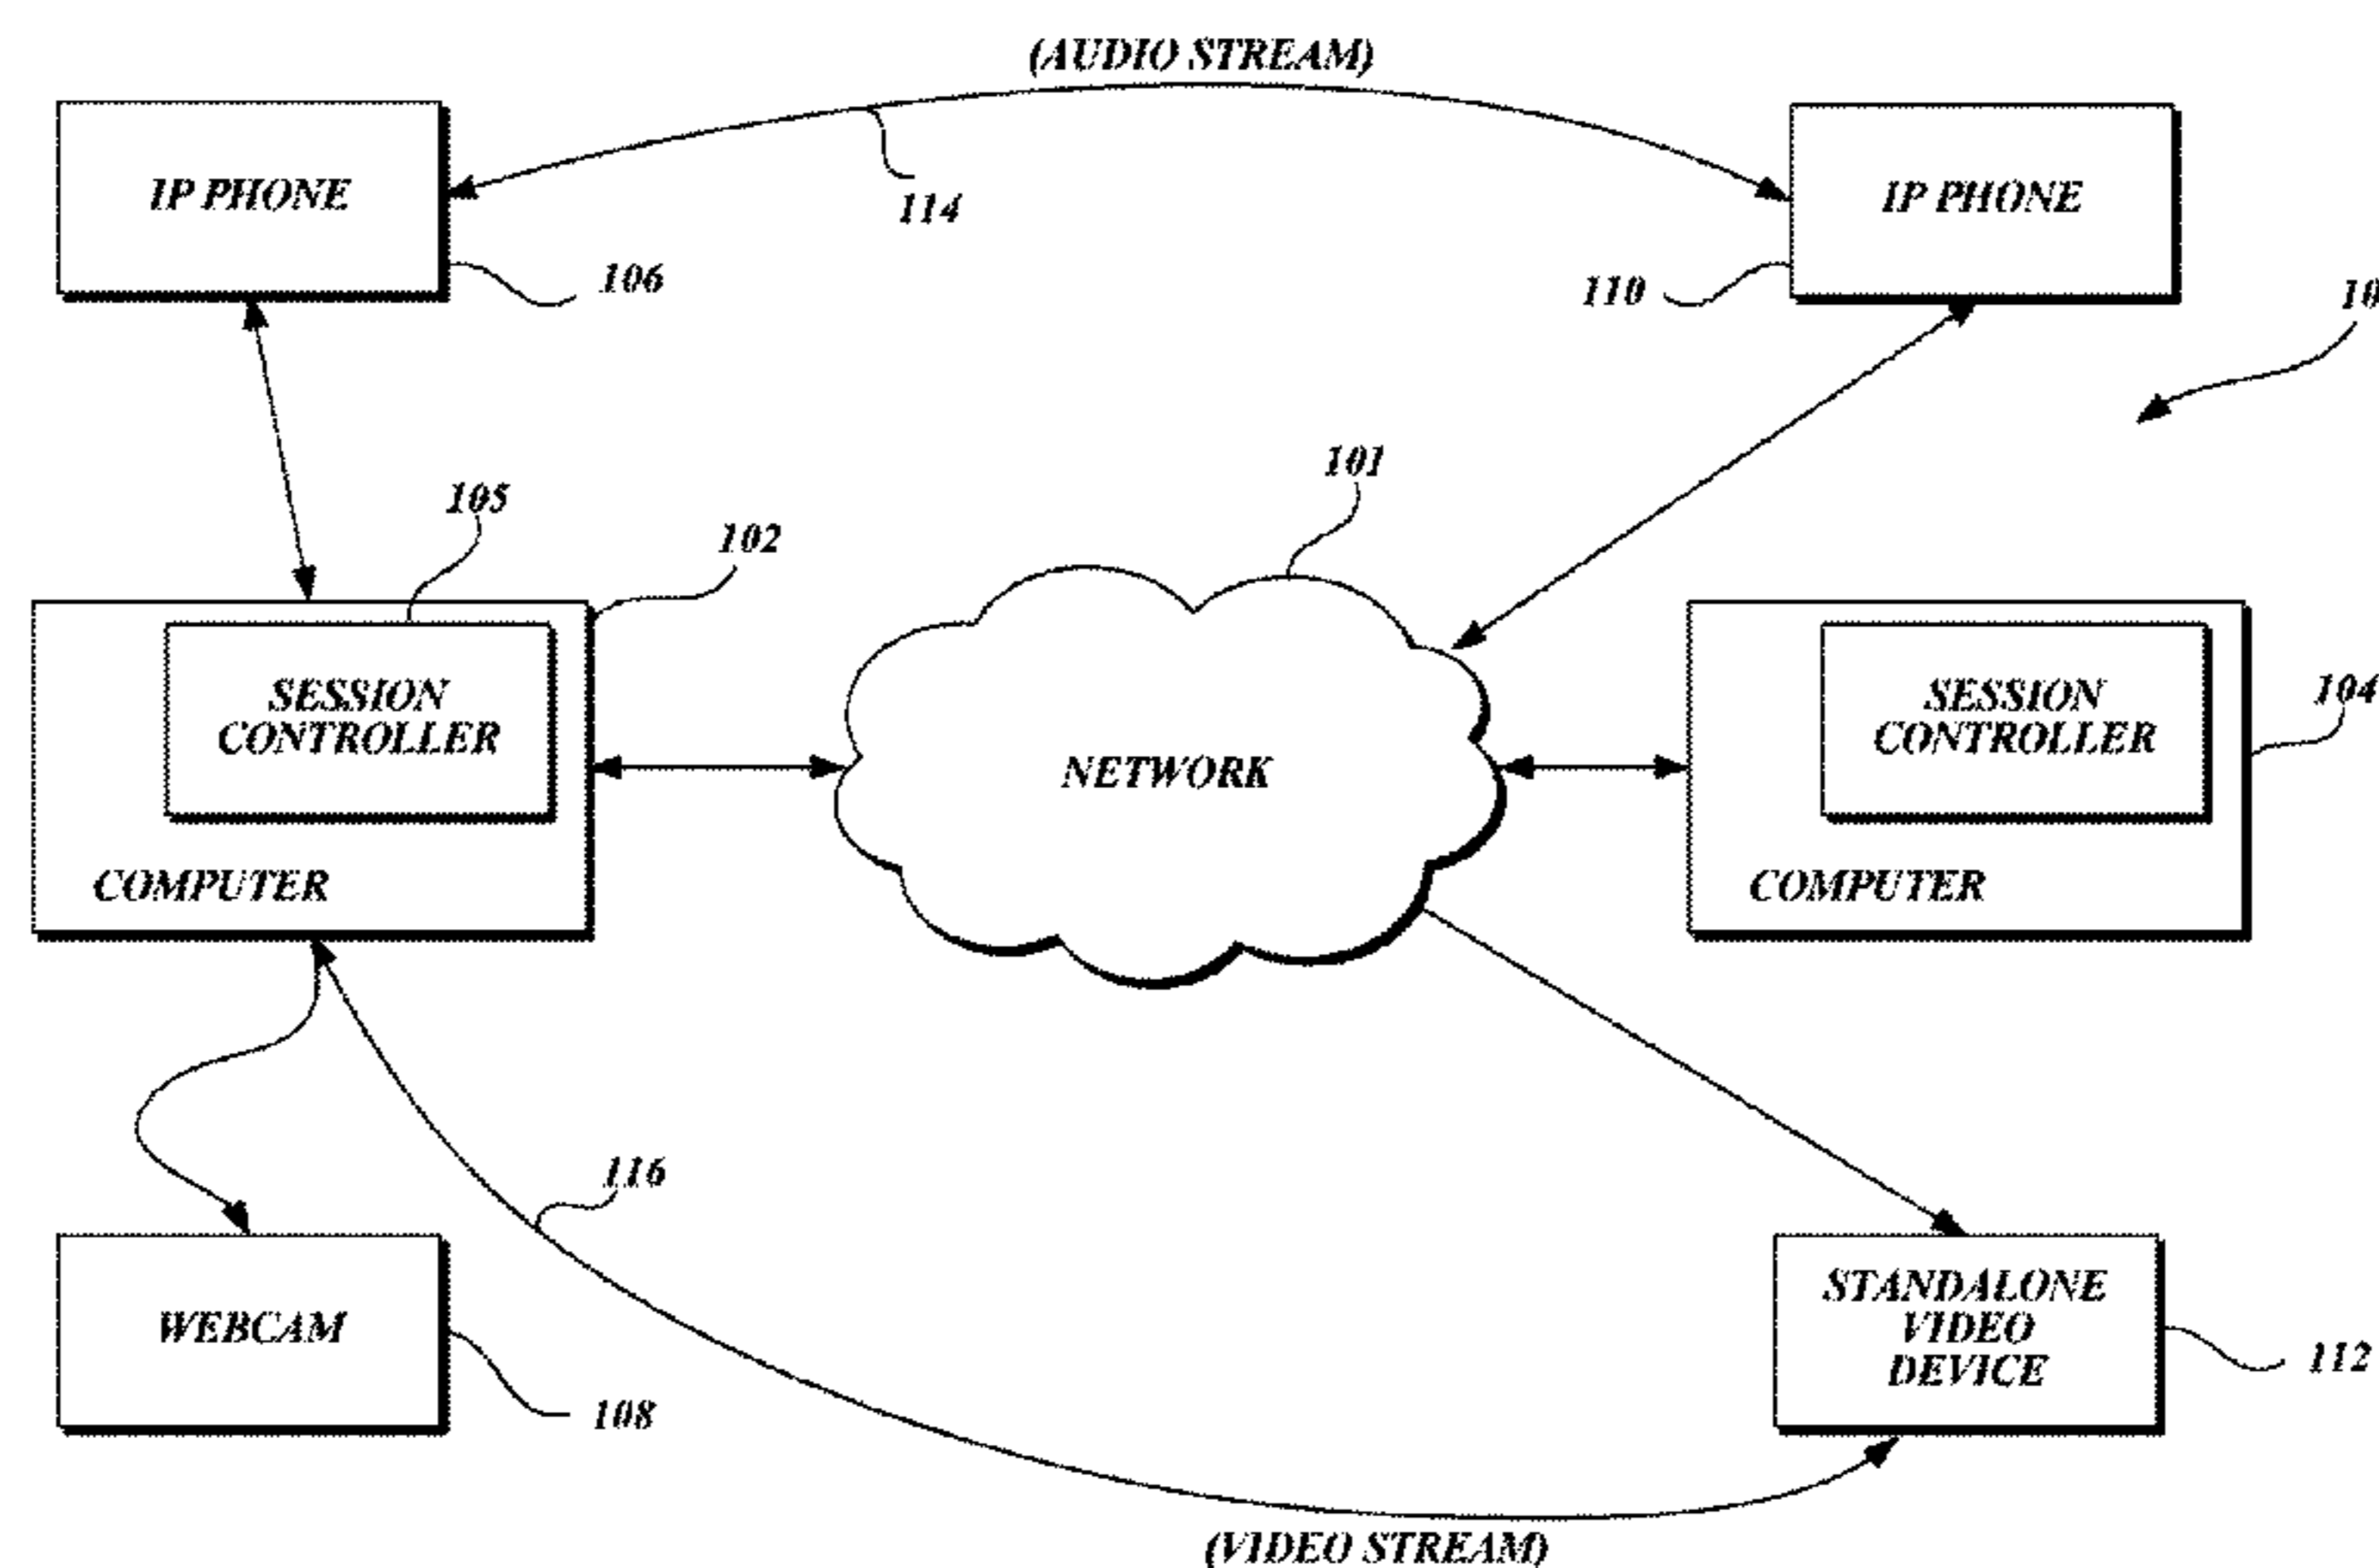 (AUDIO STREAM)
IP PHONE
IP PHONE
114
106
110
10
101
105
102
SESSION
CONTROLLER
SESSION
CONTROLLER
104
NETWORK
COMPUTER
COMPUTER
116
STANDALONE
VIDEO
DEVICE
WEBCAM
112
108
(VIDEO STREAM)